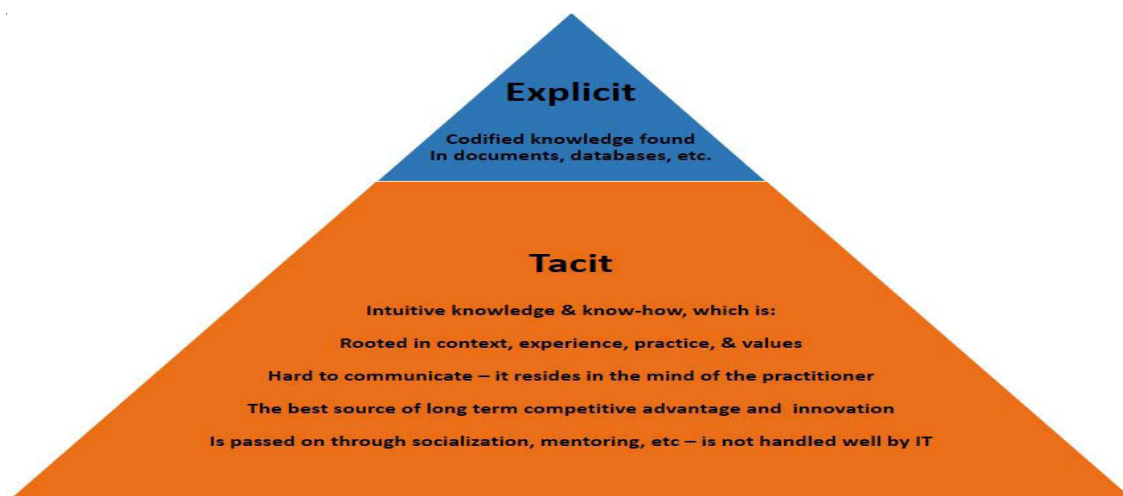 Explicit
Codified knowledge found
In documents, databases, etc.
Tacit
Intuitive knowledge & know-how, which is:
Rooted in context, experience, practice, & values
Hard to communicate – it resides in the mind of the practitioner
The best source of long term competitive advantage and innovation
Is passed on through socialization, mentoring, etc – is not handled well by IT